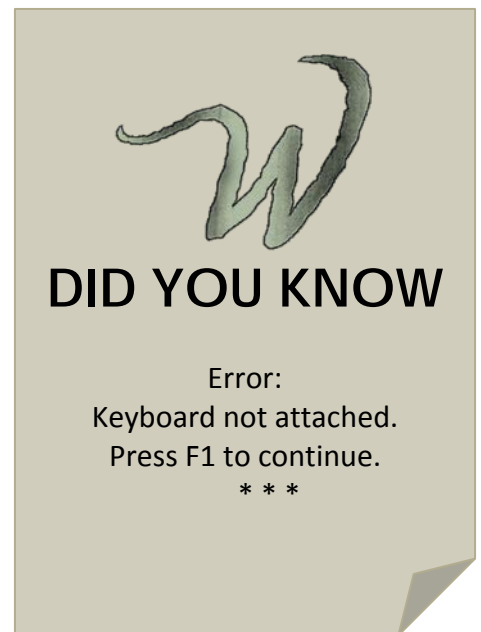 W
DID YOU KNOW
Error:
Keyboard not attached.
Press F1 to continue.
* * *